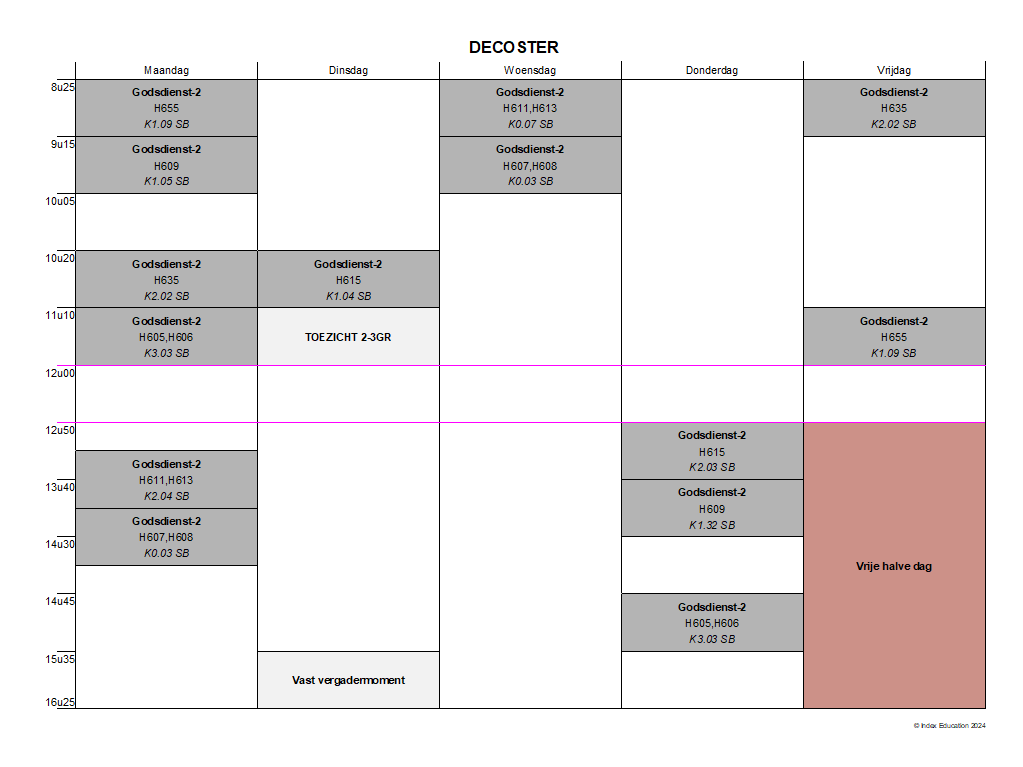 DECOSTER
Maandag Dinsdag Woensdag Donderdag Vrijdag
8u25
Godsdienst-2 Godsdienst-2 Godsdienst-2
H655 H611,H613 H635
K1.09 SB K0.07 SB K2.02 SB
9u15
Godsdienst-2 Godsdienst-2
H609 H607,H608
K1.05 SB K0.03 SB
10u05
10u20
Godsdienst-2 Godsdienst-2
H635 H615
K2.02 SB K1.04 SB
11u10
Godsdienst-2 Godsdienst-2
H605,H606 TOEZICHT 2-3GR H655
K3.03 SB K1.09 SB
12u00
12u50
Godsdienst-2
H615
Godsdienst-2 K2.03 SB
H611,H613
13u40
K2.04 SB Godsdienst-2
H609
Godsdienst-2 K1.32 SB
H607,H608
14u30
K0.03 SB
Vrije halve dag
14u45
Godsdienst-2
H605,H606
K3.03 SB
15u35
Vast vergadermoment
16u25
© Index Education 2024